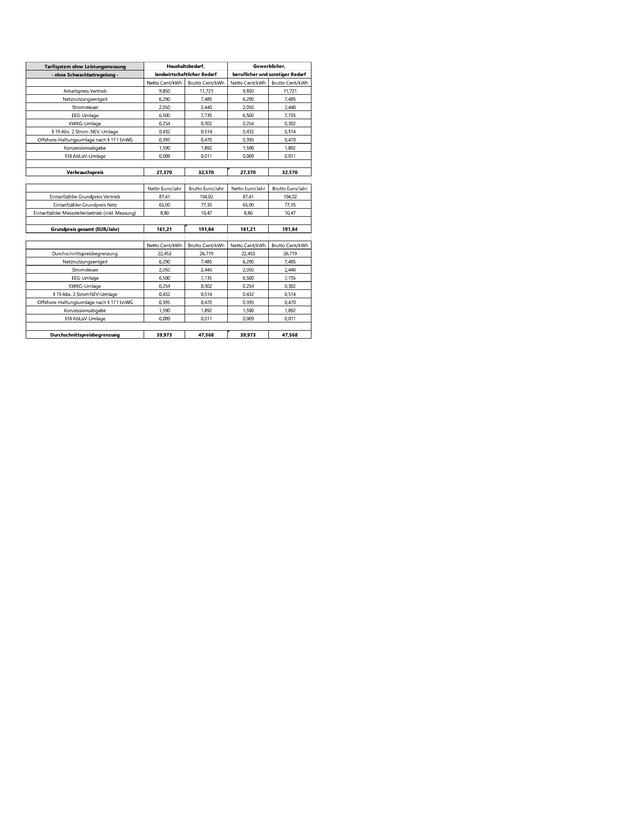 Tarifsystem ohne Leistungsmessung Haushaltsbedarf, Gewerblicher,
- ohne Schwachlastregelung - landwirtschaftlicher Bedarf beruflicher und sonstiger Bedarf
Netto Cent/kWh Brutto Cent/kWh Netto Cent/kWh Brutto Cent/kWh
Arbeitspreis Vertrieb 9,850 11,721 9,850 11,721
Netznutzungsentgelt 6,290 7,485 6,290 7,485
Stromsteuer 2,050 2,440 2,050 2,440
EEG-Umlage 6,500 7,735 6,500 7,735
KWKG-Umlage 0,254 0,302 0,254 0,302
§ 19 Abs. 2 Strom-NEV-Umlage 0,432 0,514 0,432 0,514
Offshore-Haftungsumlage nach § 17 f EnWG 0,395 0,470 0,395 0,470
Konzessionsabgabe 1,590 1,892 1,590 1,892
§18 AbLaV-Umlage 0,009 0,011 0,009 0,011
Verbrauchspreis 27,370 32,570 27,370 32,570
Netto Euro/Jahr Brutto Euro/Jahr Netto Euro/Jahr Brutto Euro/Jahr
Eintarifzähler Grundpreis Vertrieb 87,41 104,02 87,41 104,02
Eintarifzähler Grundpreis Netz 65,00 77,35 65,00 77,35
Eintarifzähler Messstellenbetrieb (inkl. Messung) 8,80 10,47 8,80 10,47
Grundpreis gesamt (EUR/Jahr) 161,21 191,84 161,21 191,84
Netto Cent/kWh Brutto Cent/kWh Netto Cent/kWh Brutto Cent/kWh
Durchschnittspreisbegrenzung 22,453 26,719 22,453 26,719
Netznutzungsentgelt 6,290 7,485 6,290 7,485
Stromsteuer 2,050 2,440 2,050 2,440
EEG-Umlage 6,500 7,735 6,500 7,735
KWKG-Umlage 0,254 0,302 0,254 0,302
§ 19 Abs. 2 StromNEV-Umlage 0,432 0,514 0,432 0,514
Offshore-Haftungsumlage nach § 17 f EnWG 0,395 0,470 0,395 0,470
Konzessionsabgabe 1,590 1,892 1,590 1,892
§18 AbLaV-Umlage 0,009 0,011 0,009 0,011
Durchschnittspreisbegrenzung 39,973 47,568 39,973 47,568